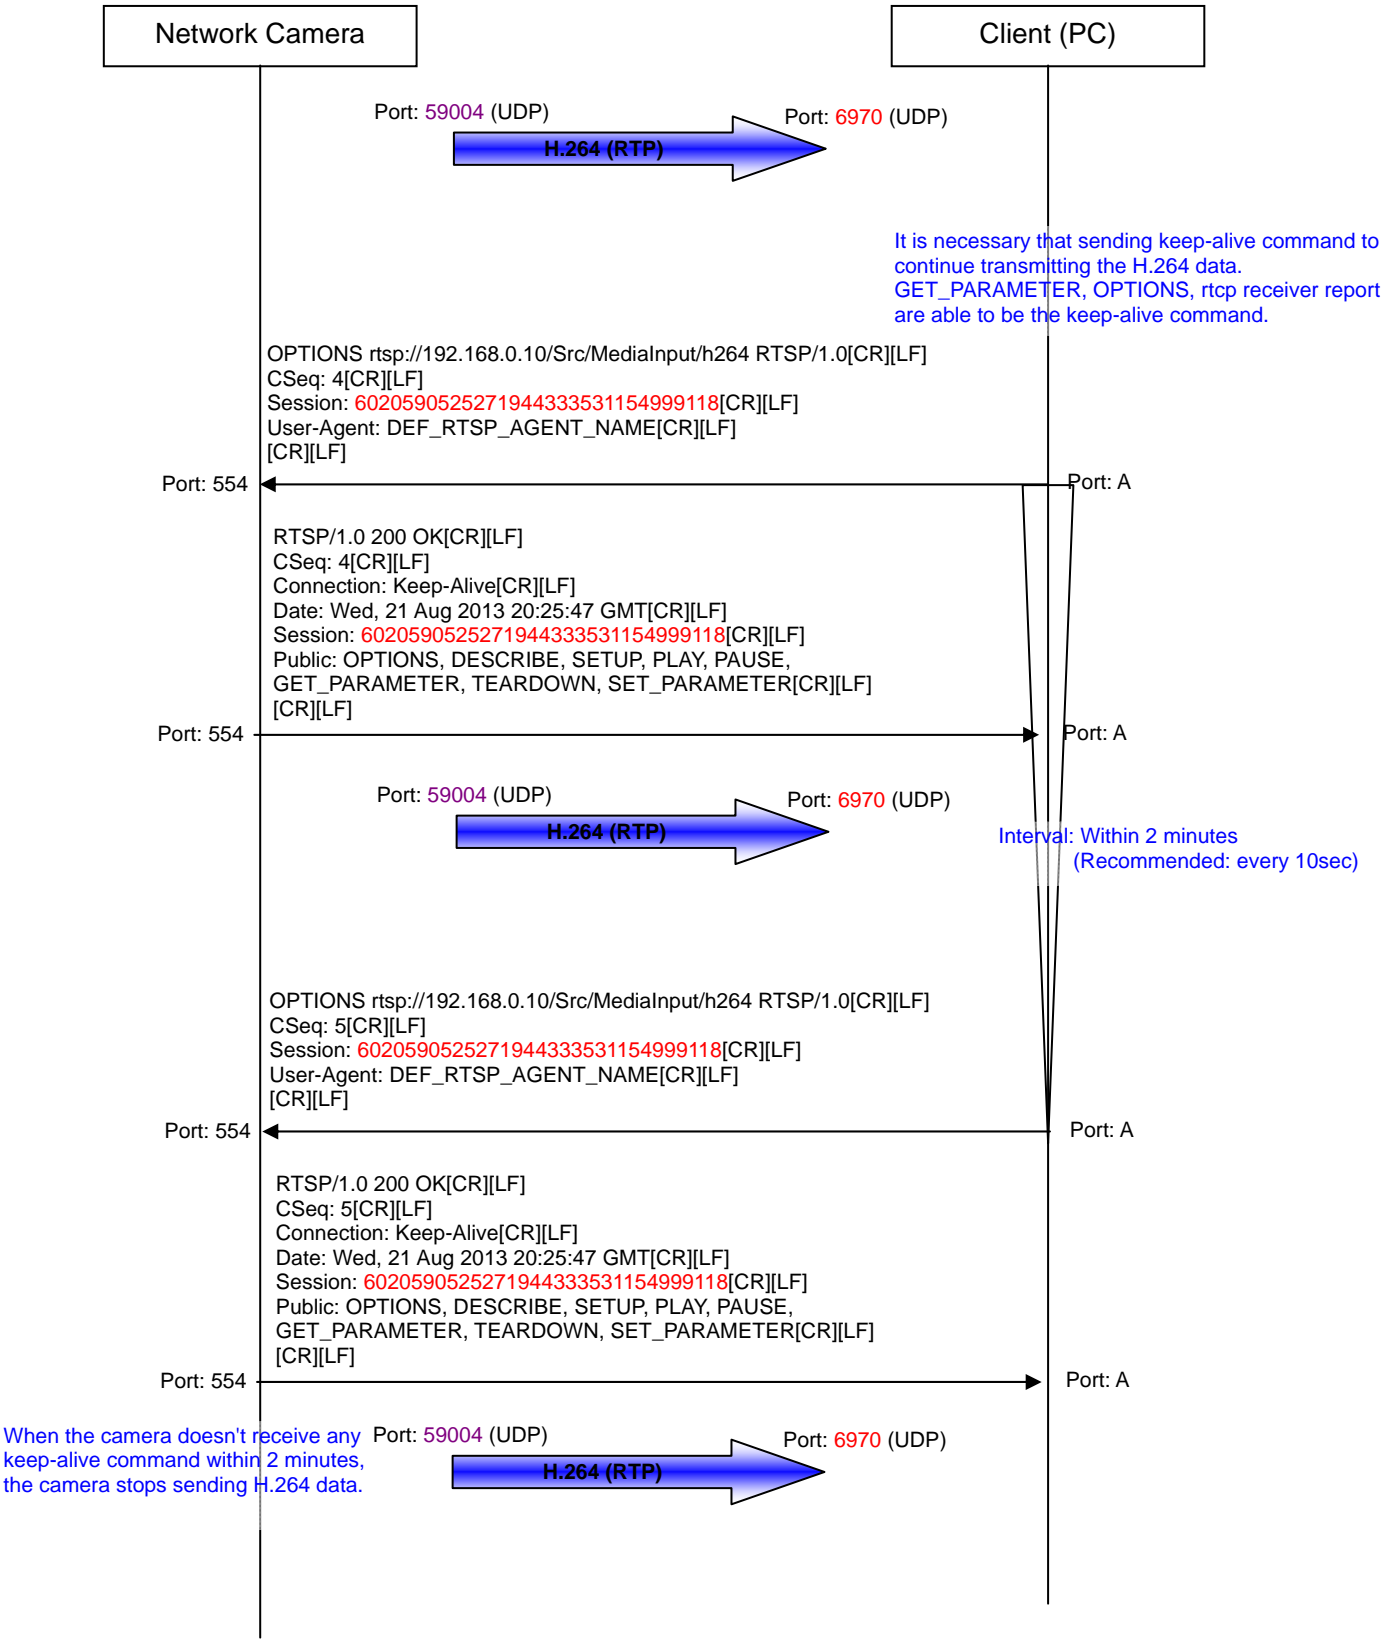 Network Camera
Client (PC)
Port: 59004 (UDP)
Port: 6970 (UDP)
H.264 (RTP)
It is necessary that sending keep-alive command to
continue transmitting the H.264 data.
GET_PARAMETER, OPTIONS, rtcp receiver report
are able to be the keep-alive command.
OPTIONS rtsp://192.168.0.10/Src/MediaInput/h264 RTSP/1.0[CR][LF]
CSeq: 4[CR][LF]
Session: 6020590525271944333531154999118[CR][LF]
User-Agent: DEF_RTSP_AGENT_NAME[CR][LF]
[CR][LF]
Port: 554
Port: A
RTSP/1.0 200 OK[CR][LF]
CSeq: 4[CR][LF]
Connection: Keep-Alive[CR][LF]
Date: Wed, 21 Aug 2013 20:25:47 GMT[CR][LF]
Session: 6020590525271944333531154999118[CR][LF]
Public: OPTIONS, DESCRIBE, SETUP, PLAY, PAUSE,
GET_PARAMETER, TEARDOWN, SET_PARAMETER[CR][LF]
[CR][LF]
Port: 554
Port: A
Port: 59004 (UDP)
Port: 6970 (UDP)
H.264 (RTP)
Interval: Within 2 minutes
(Recommended: every 10sec)
OPTIONS rtsp://192.168.0.10/Src/MediaInput/h264 RTSP/1.0[CR][LF]
CSeq: 5[CR][LF]
Session: 6020590525271944333531154999118[CR][LF]
User-Agent: DEF_RTSP_AGENT_NAME[CR][LF]
[CR][LF]
Port: 554
Port: A
RTSP/1.0 200 OK[CR][LF]
CSeq: 5[CR][LF]
Connection: Keep-Alive[CR][LF]
Date: Wed, 21 Aug 2013 20:25:47 GMT[CR][LF]
Session: 6020590525271944333531154999118[CR][LF]
Public: OPTIONS, DESCRIBE, SETUP, PLAY, PAUSE,
GET_PARAMETER, TEARDOWN, SET_PARAMETER[CR][LF]
[CR][LF]
Port: 554
Port: A
When the camera doesn't receive any
keep-alive command within 2 minutes,
the camera stops sending H.264 data.
Port: 59004 (UDP)
Port: 6970 (UDP)
H.264 (RTP)